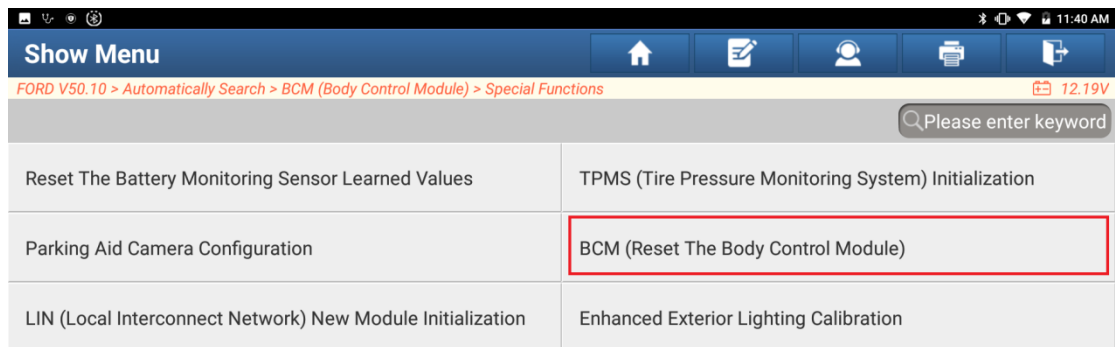 11:40 AM
Show Menu
FORD V50.10 > Automatically Search > BCM (Body Control Module) > Special Functions
12.19V
Please enter keyword
Reset The Battery Monitoring Sensor Learned Values
TPMS (Tire Pressure Monitoring System) Initialization
Parking Aid Camera Configuration
BCM (Reset The Body Control Module)
LIN (Local Interconnect Network) New Module Initialization
Enhanced Exterior Lighting Calibration